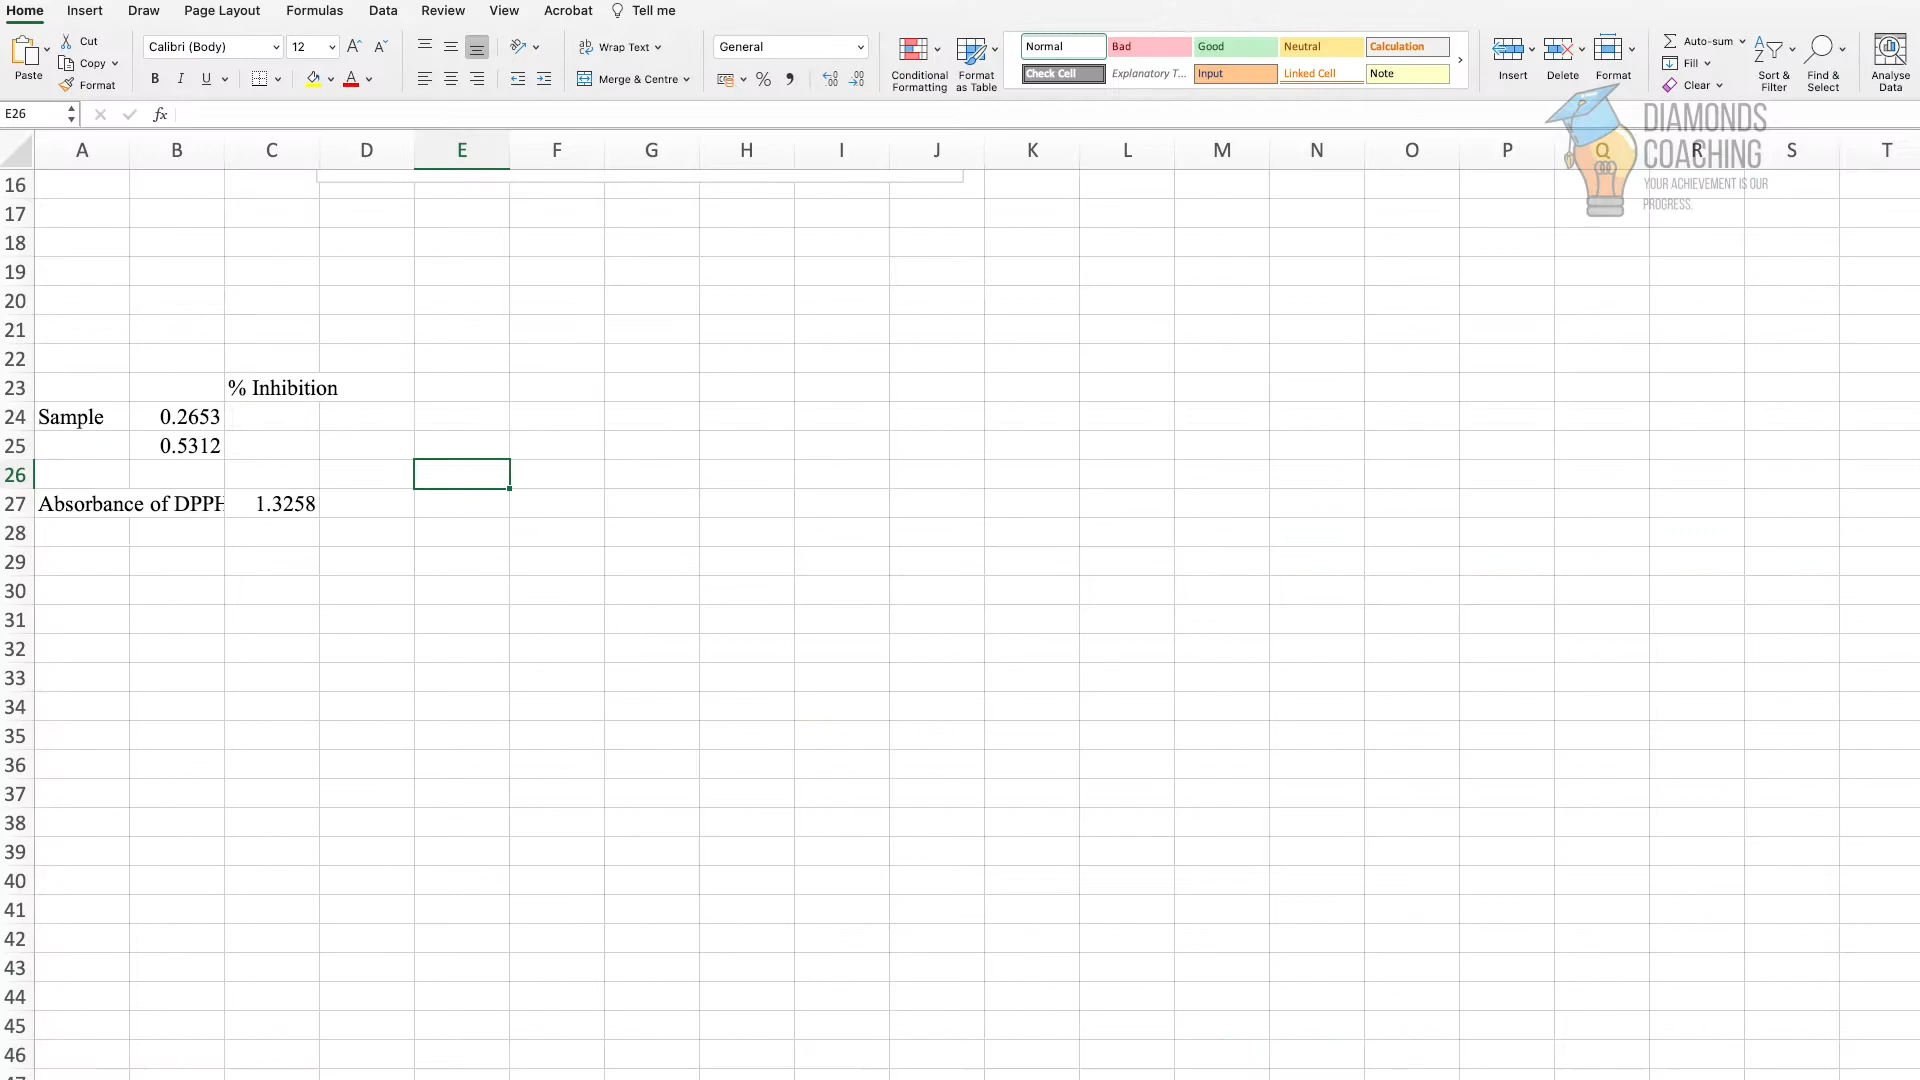 Home Insert Draw Page Layout Formulas Data Review View Acrobat Tell me
Paste Cut Copy Format
Calibri (Body) 12 A A
B I U A
ab Wrap Text
Merge & Centre
General
%
Conditional Formatting
Format as Table
Normal Bad Good Neutral Calculation
Check Cell Explanatory T... Input Linked Cell Note
Insert Delete Format
Auto-sum
Fill
Clear
Sort & Filter
Find & Select
Analyse Data
E26 fx
DIAMONDS
COACHING
YOUR ACHIEVEMENT IS OUR
PROGRESS.
A B C D E F G H I J K L M N O P Q R S T
16
17
18
19
20
21
22
23 % Inhibition
24 Sample 0.2653
25 0.5312
26
27 Absorbance of DPPH 1.3258
28
29
30
31
32
33
34
35
36
37
38
39
40
41
42
43
44
45
46